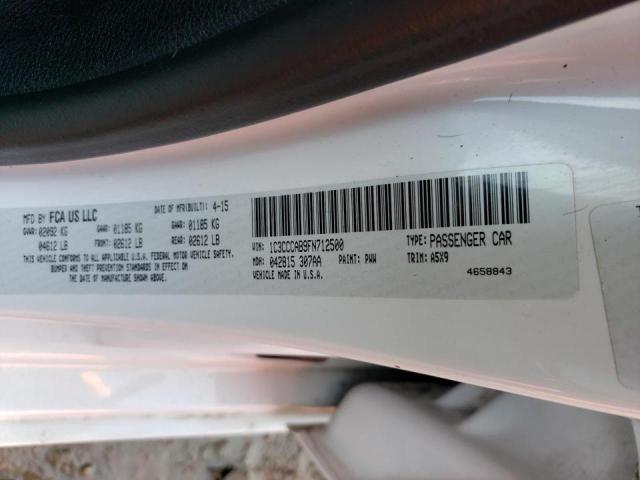 MFD BY FCA US LLC
DATE OF MFR(BUILT): 4-15
GVWR: 02092 KG
04612 LB
GAWR: 01185 KG
FRONT: 02612 LB
GAWR: 01185 KG
REAR: 02612 LB
THIS VEHICLE CONFORMS TO ALL APPLICABLE U.S.A. FEDERAL MOTOR VEHICLE SAFETY,
BUMPER AND THEFT PREVENTION STANDARDS IN EFFECT
ON THE DATE OF MANUFACTURE SHOWN ABOVE.
VIN: 1C3CCCAB9FN712500
TYPE: PASSENGER CAR
MDH: 042815 307AA
PAINT: PWW
TRIM: A5X9
VEHICLE MADE IN U.S.A.
4658843